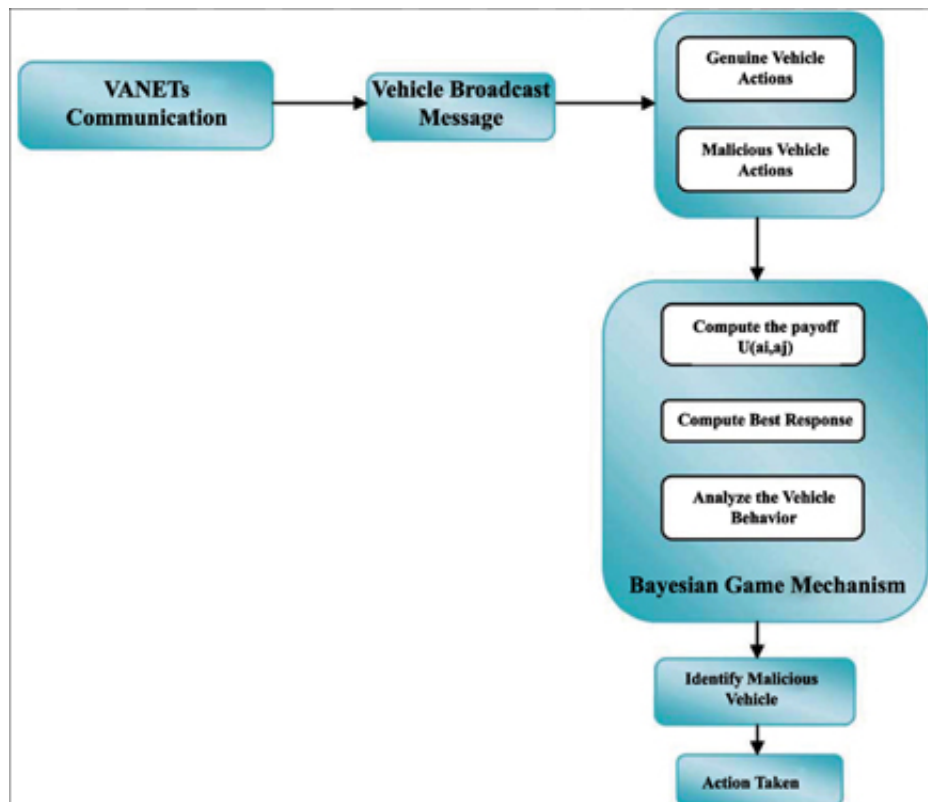 VANETs
Communication
Vehicle Broadcast
Message
Genuine Vehicle
Actions
Malicious Vehicle
Actions
Compute the payoff
U(ai,aj)
Compute Best Response
Analyze the Vehicle
Behavior
Bayesian Game Mechanism
Identify Malicious
Vehicle
Action Taken